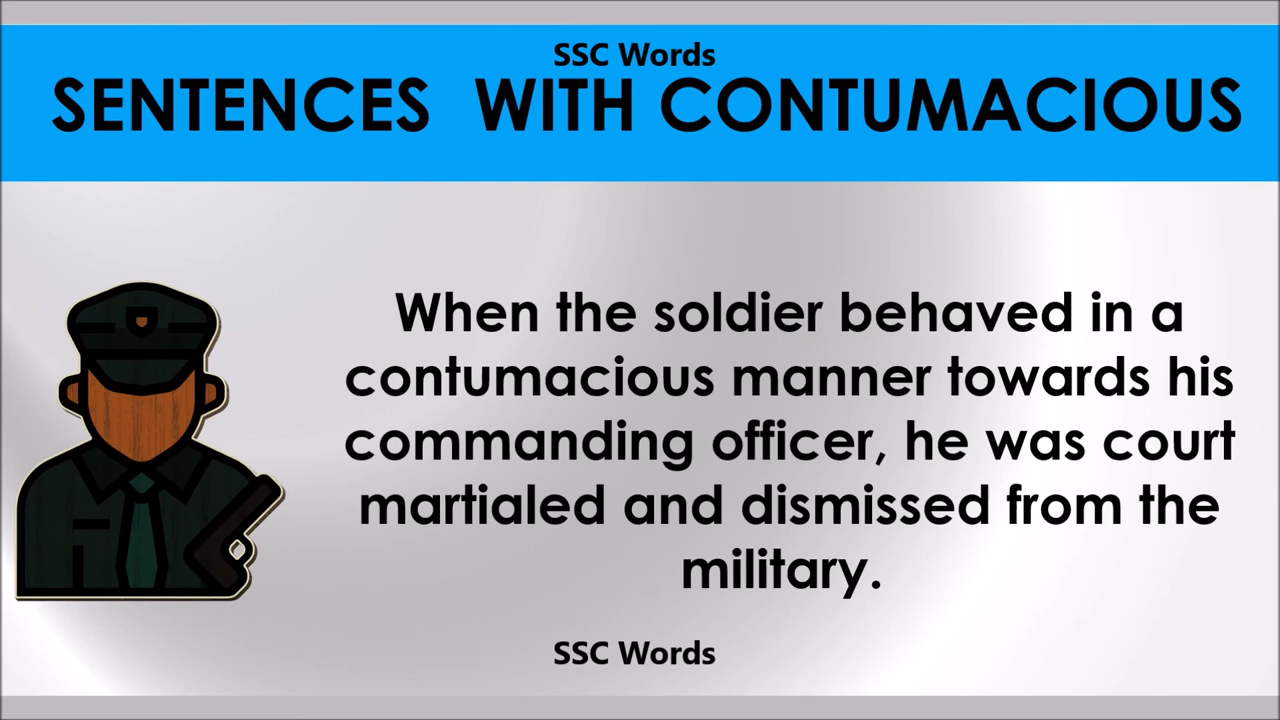 SSC Words
SENTENCES WITH CONTUMACIOUS
When the soldier behaved in a
contumacious manner towards his
commanding officer, he was court
martialed and dismissed from the
military.
SSC Words